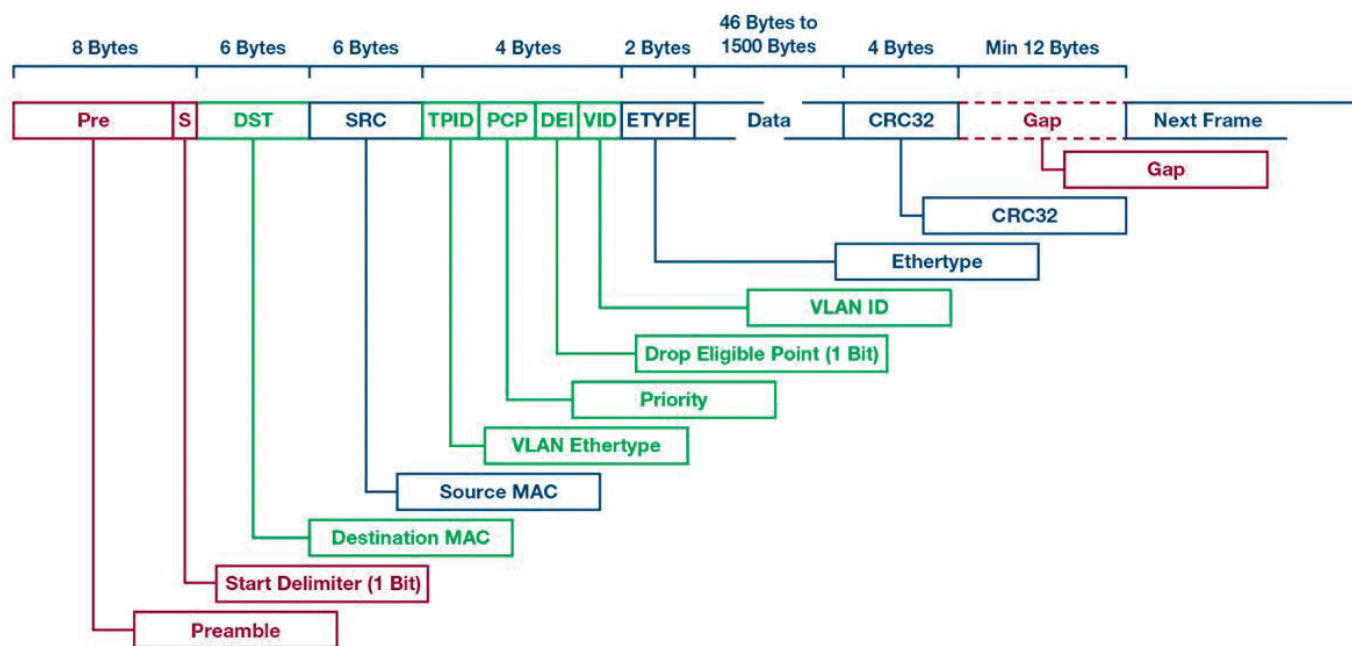 46 Bytes to
8 Bytes 6 Bytes 6 Bytes 4 Bytes 2 Bytes 1500 Bytes 4 Bytes Min 12 Bytes
Pre S DST SRC TPID PCP DEI VID ETYPE Data CRC32 Gap Next Frame
Gap
CRC32
Ethertype
VLAN ID
Drop Eligible Point (1 Bit)
Priority
VLAN Ethertype
Source MAC
Destination MAC
Start Delimiter (1 Bit)
Preamble